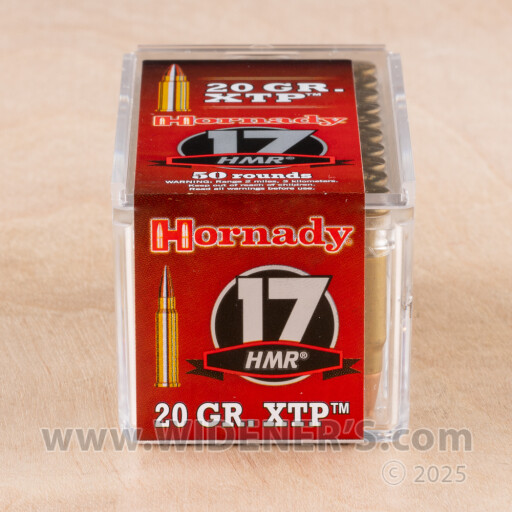 20 GR.
XTP™
Hornady
17
HMR®
50 rounds
WARNING: Range 2 miles, 3 kilometers.
Keep out of reach of children.
Read all warnings before use.
Hornady®
17
HMR®
20 GR. XTP™
www.WIDENER'S.com
© 2025